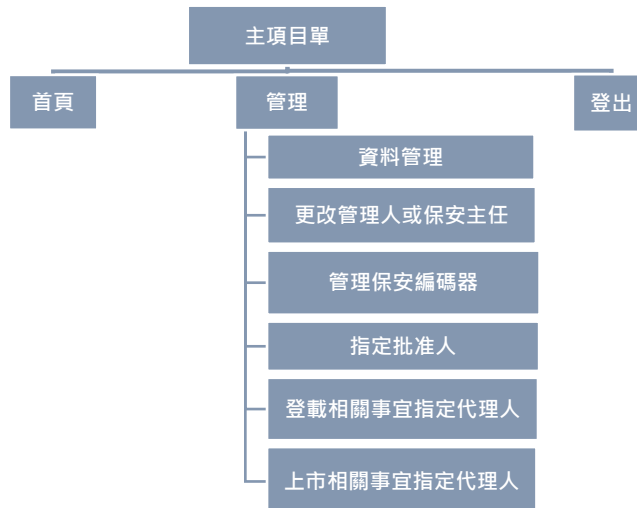 主項目單
首頁
管理
登出
資料管理
更改管理人或保安主任
管理保安編碼器
指定批准人
登載相關事宜指定代理人
上市相關事宜指定代理人